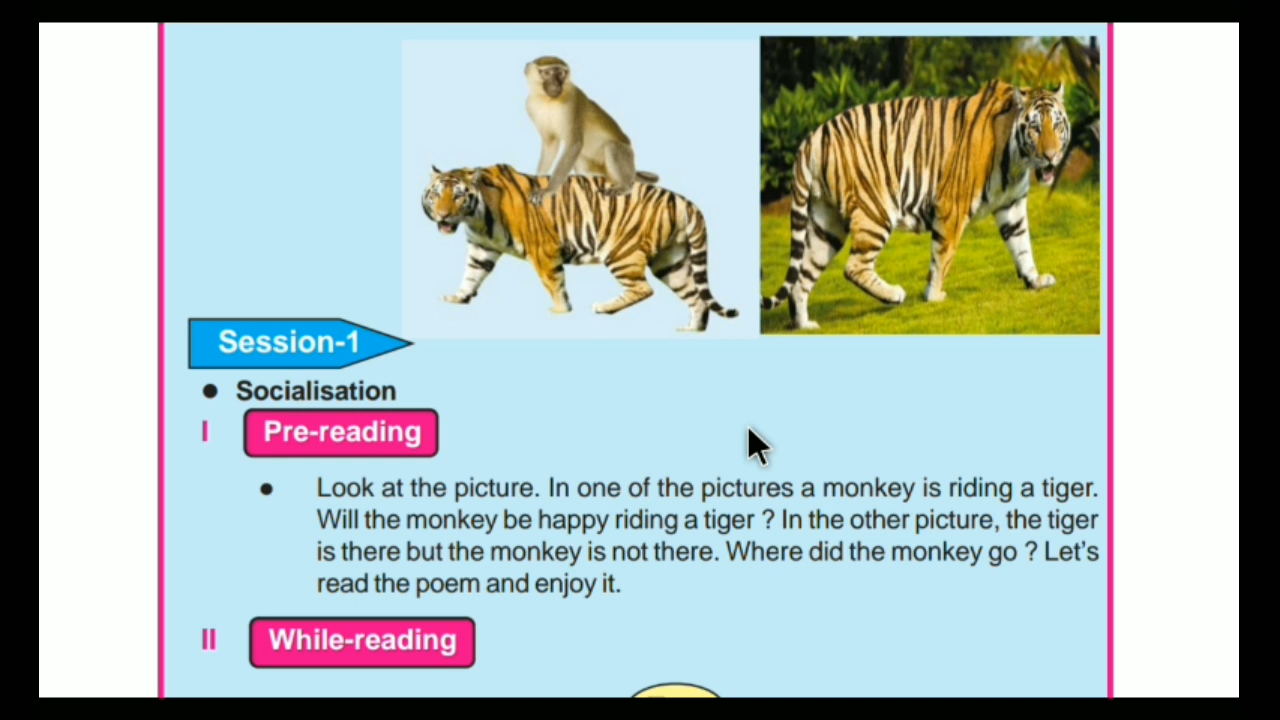 Session-1
● Socialisation
I Pre-reading
● Look at the picture. In one of the pictures a monkey is riding a tiger.
Will the monkey be happy riding a tiger ? In the other picture, the tiger
is there but the monkey is not there. Where did the monkey go ? Let's
read the poem and enjoy it.
II While-reading